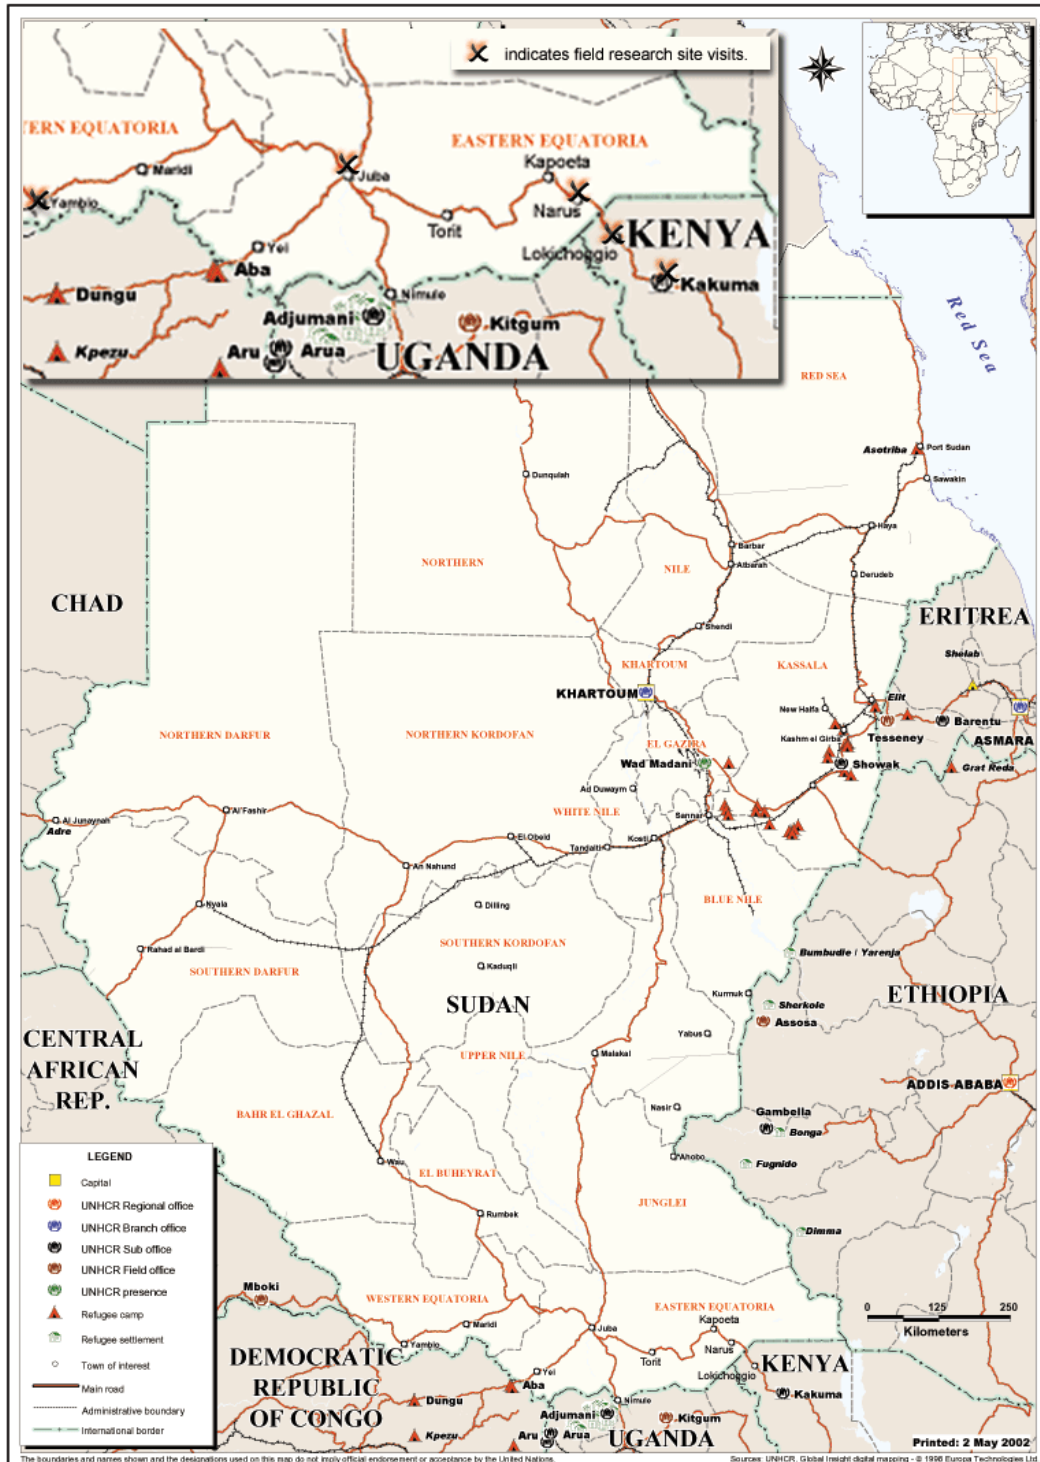 indicates field research site visits.
TERN EQUATORIA
EASTERN EQUATORIA
Maridi
Juba
Kapoeta
Yambio
Narus
Torit
KENYA
Yei
Lokichoggio
Aba
Kakuma
Dungu
Nimule
Adjumani
Kitgum
Kpezu
Aru
Arua
UGANDA
Red Sea
RED SEA
Asotriba
Port Sudan
Sawakin
Dunqulah
Haya
Barbar
NORTHERN
NILE
Atbarah
Derudeb
CHAD
ERITREA
Shendi
Shelab
KHARTOUM
KASSALA
KHARTOUM
Elit
New Halfa
Barentu
Tesseney
NORTHERN DARFUR
NORTHERN KORDOFAN
EL GAZIRA
Kashm el Girba
ASMARA
Wad Madani
Showak
Grat Reda
Ad Duwaym
WHITE NILE
Al Junaynah
Adre
Al'Fashir
Sannar
El Obeid
Kosti
Tandalti
An Nahund
BLUE NILE
Nyala
Dilling
SOUTHERN KORDOFAN
Rahad al Bardi
Bumbudie / Yarenja
SOUTHERN DARFUR
Kaduqli
Kurmuk
ETHIOPIA
SUDAN
Sherkole
Assosa
CENTRAL
AFRICAN
REP.
Yabus
UPPER NILE
Malakal
ADDIS ABABA
BAHR EL GHAZAL
Nasir
Gambella
Bonga
Ahobo
Wau
Fugnido
EL BUHEYRAT
JUNGLEI
Rumbek
Dimma
LEGEND
Capital
UNHCR Regional office
UNHCR Branch office
UNHCR Sub office
UNHCR Field office
UNHCR presence
Refugee camp
Refugee settlement
Town of interest
Main road
Administrative boundary
International border
Mboki
WESTERN EQUATORIA
EASTERN EQUATORIA
0 125 250
Kilometers
Maridi
Juba
Kapoeta
Yambio
Narus
Torit
DEMOCRATIC
REPUBLIC
OF CONGO
KENYA
Yei
Lokichoggio
Aba
Kakuma
Dungu
Nimule
Adjumani
Kitgum
Kpezu
Aru
Arua
UGANDA
Printed: 2 May 2002
The boundaries and names shown and the designations used on this map do not imply official endorsement or acceptance by the United Nations.
Sources: UNHCR, Global Insight digital mapping - © 1998 Europa Technologies Ltd.